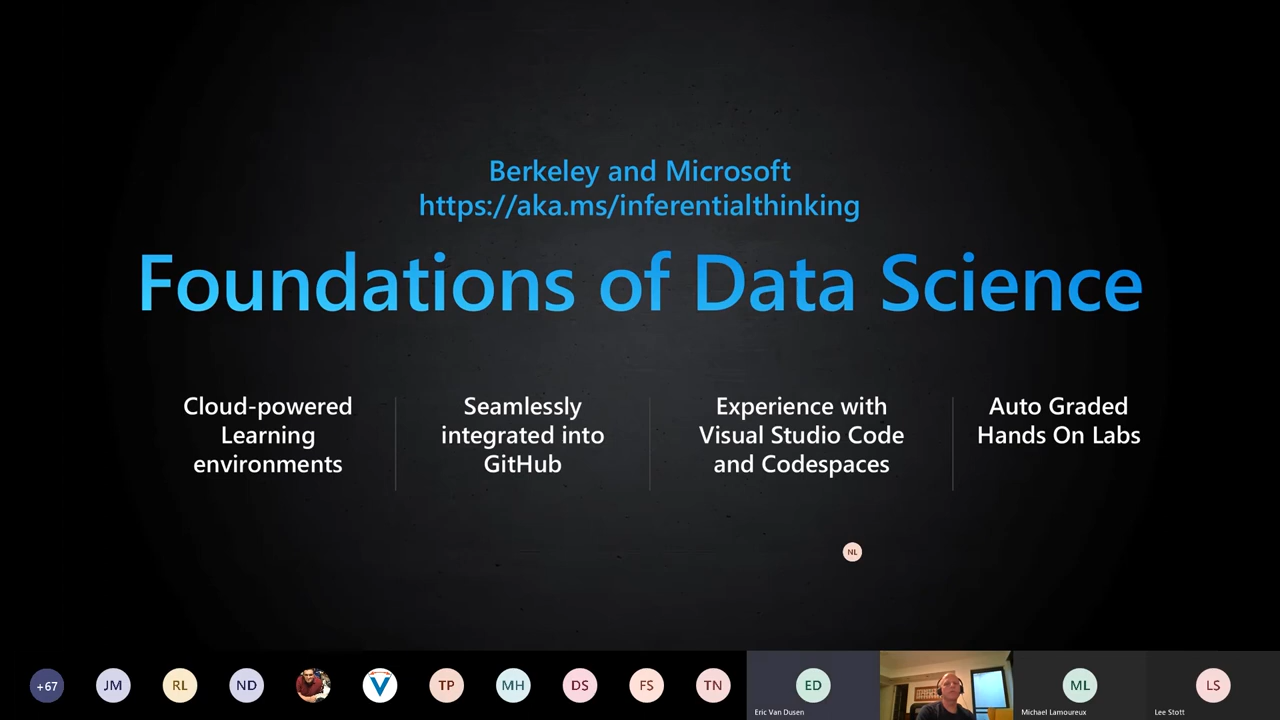 Berkeley and Microsoft
https://aka.ms/inferentialthinking
Foundations of Data Science
Cloud-powered
Learning
environments
Seamlessly
integrated into
GitHub
Experience with
Visual Studio Code
and Codespaces
Auto Graded
Hands On Labs
NL
+67
JM
RL
ND
TP
MH
DS
FS
TN
ED
ML
LS
Eric Van Dusen
Michael Lamoureux
Lee Stott